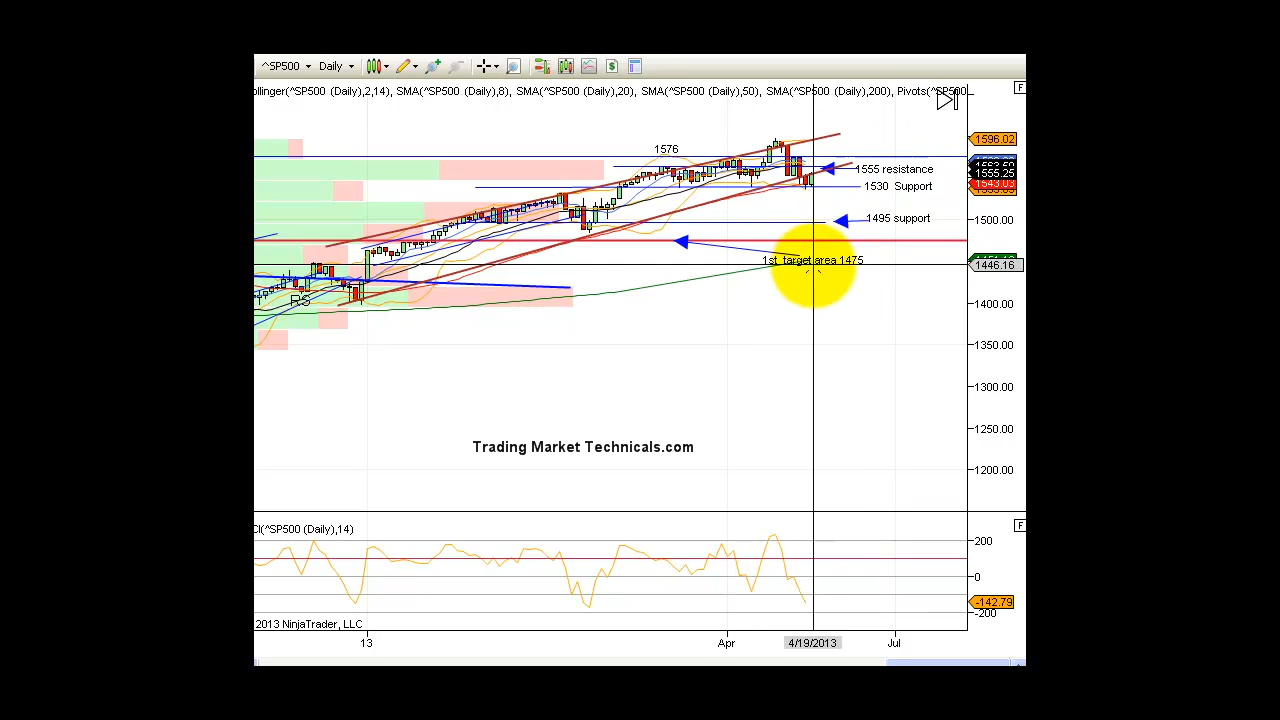 ^SP500 Daily
ollinger(^SP500 (Daily),2,14), SMA(^SP500 (Daily),8), SMA(^SP500 (Daily),20), SMA(^SP500 (Daily),50), SMA(^SP500 (Daily),200), Pivots(^SP500
F
1596.02
1576
1555 resistance
1555.25
1530 Support
1543.03
1495 support
1500.00
1st target area 1475
1446.16
RS
1400.00
1350.00
1300.00
1250.00
Trading Market Technicals.com
1200.00
CI(^SP500 (Daily),14)
F
200
0
-142.79
-200
2013 NinjaTrader, LLC
13 Apr 4/19/2013 Jul